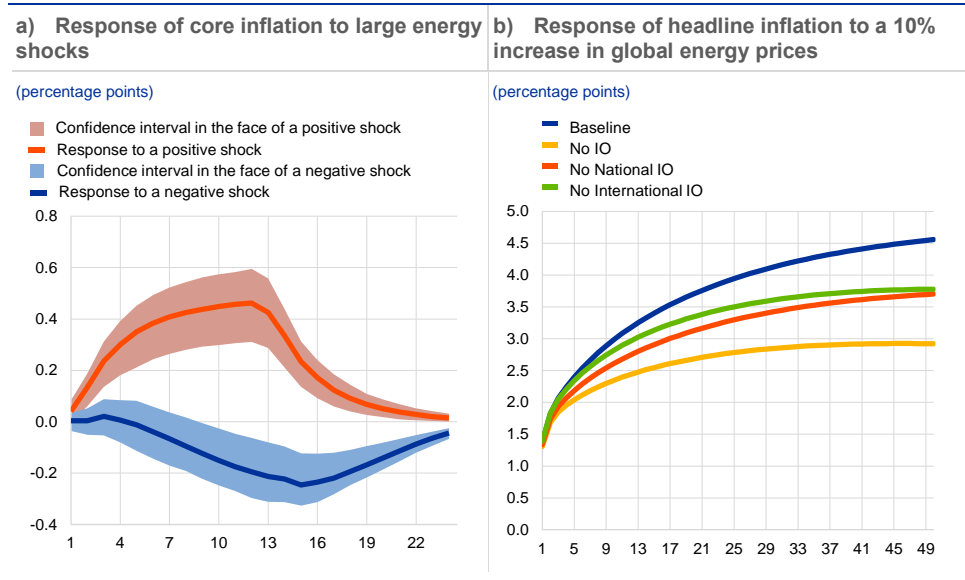 a) Response of core inflation to large energy
shocks
(percentage points)
Confidence interval in the face of a positive shock
Response to a positive shock
Confidence interval in the face of a negative shock
Response to a negative shock
0.8
0.6
0.4
0.2
0.0
-0.2
-0.4
1 4 7 10 13 16 19 22
b) Response of headline inflation to a 10%
increase in global energy prices
(percentage points)
Baseline
No IO
No National IO
No International IO
5.0
4.5
4.0
3.5
3.0
2.5
2.0
1.5
1.0
0.5
0.0
1 5 9 13 17 21 25 29 33 37 41 45 49